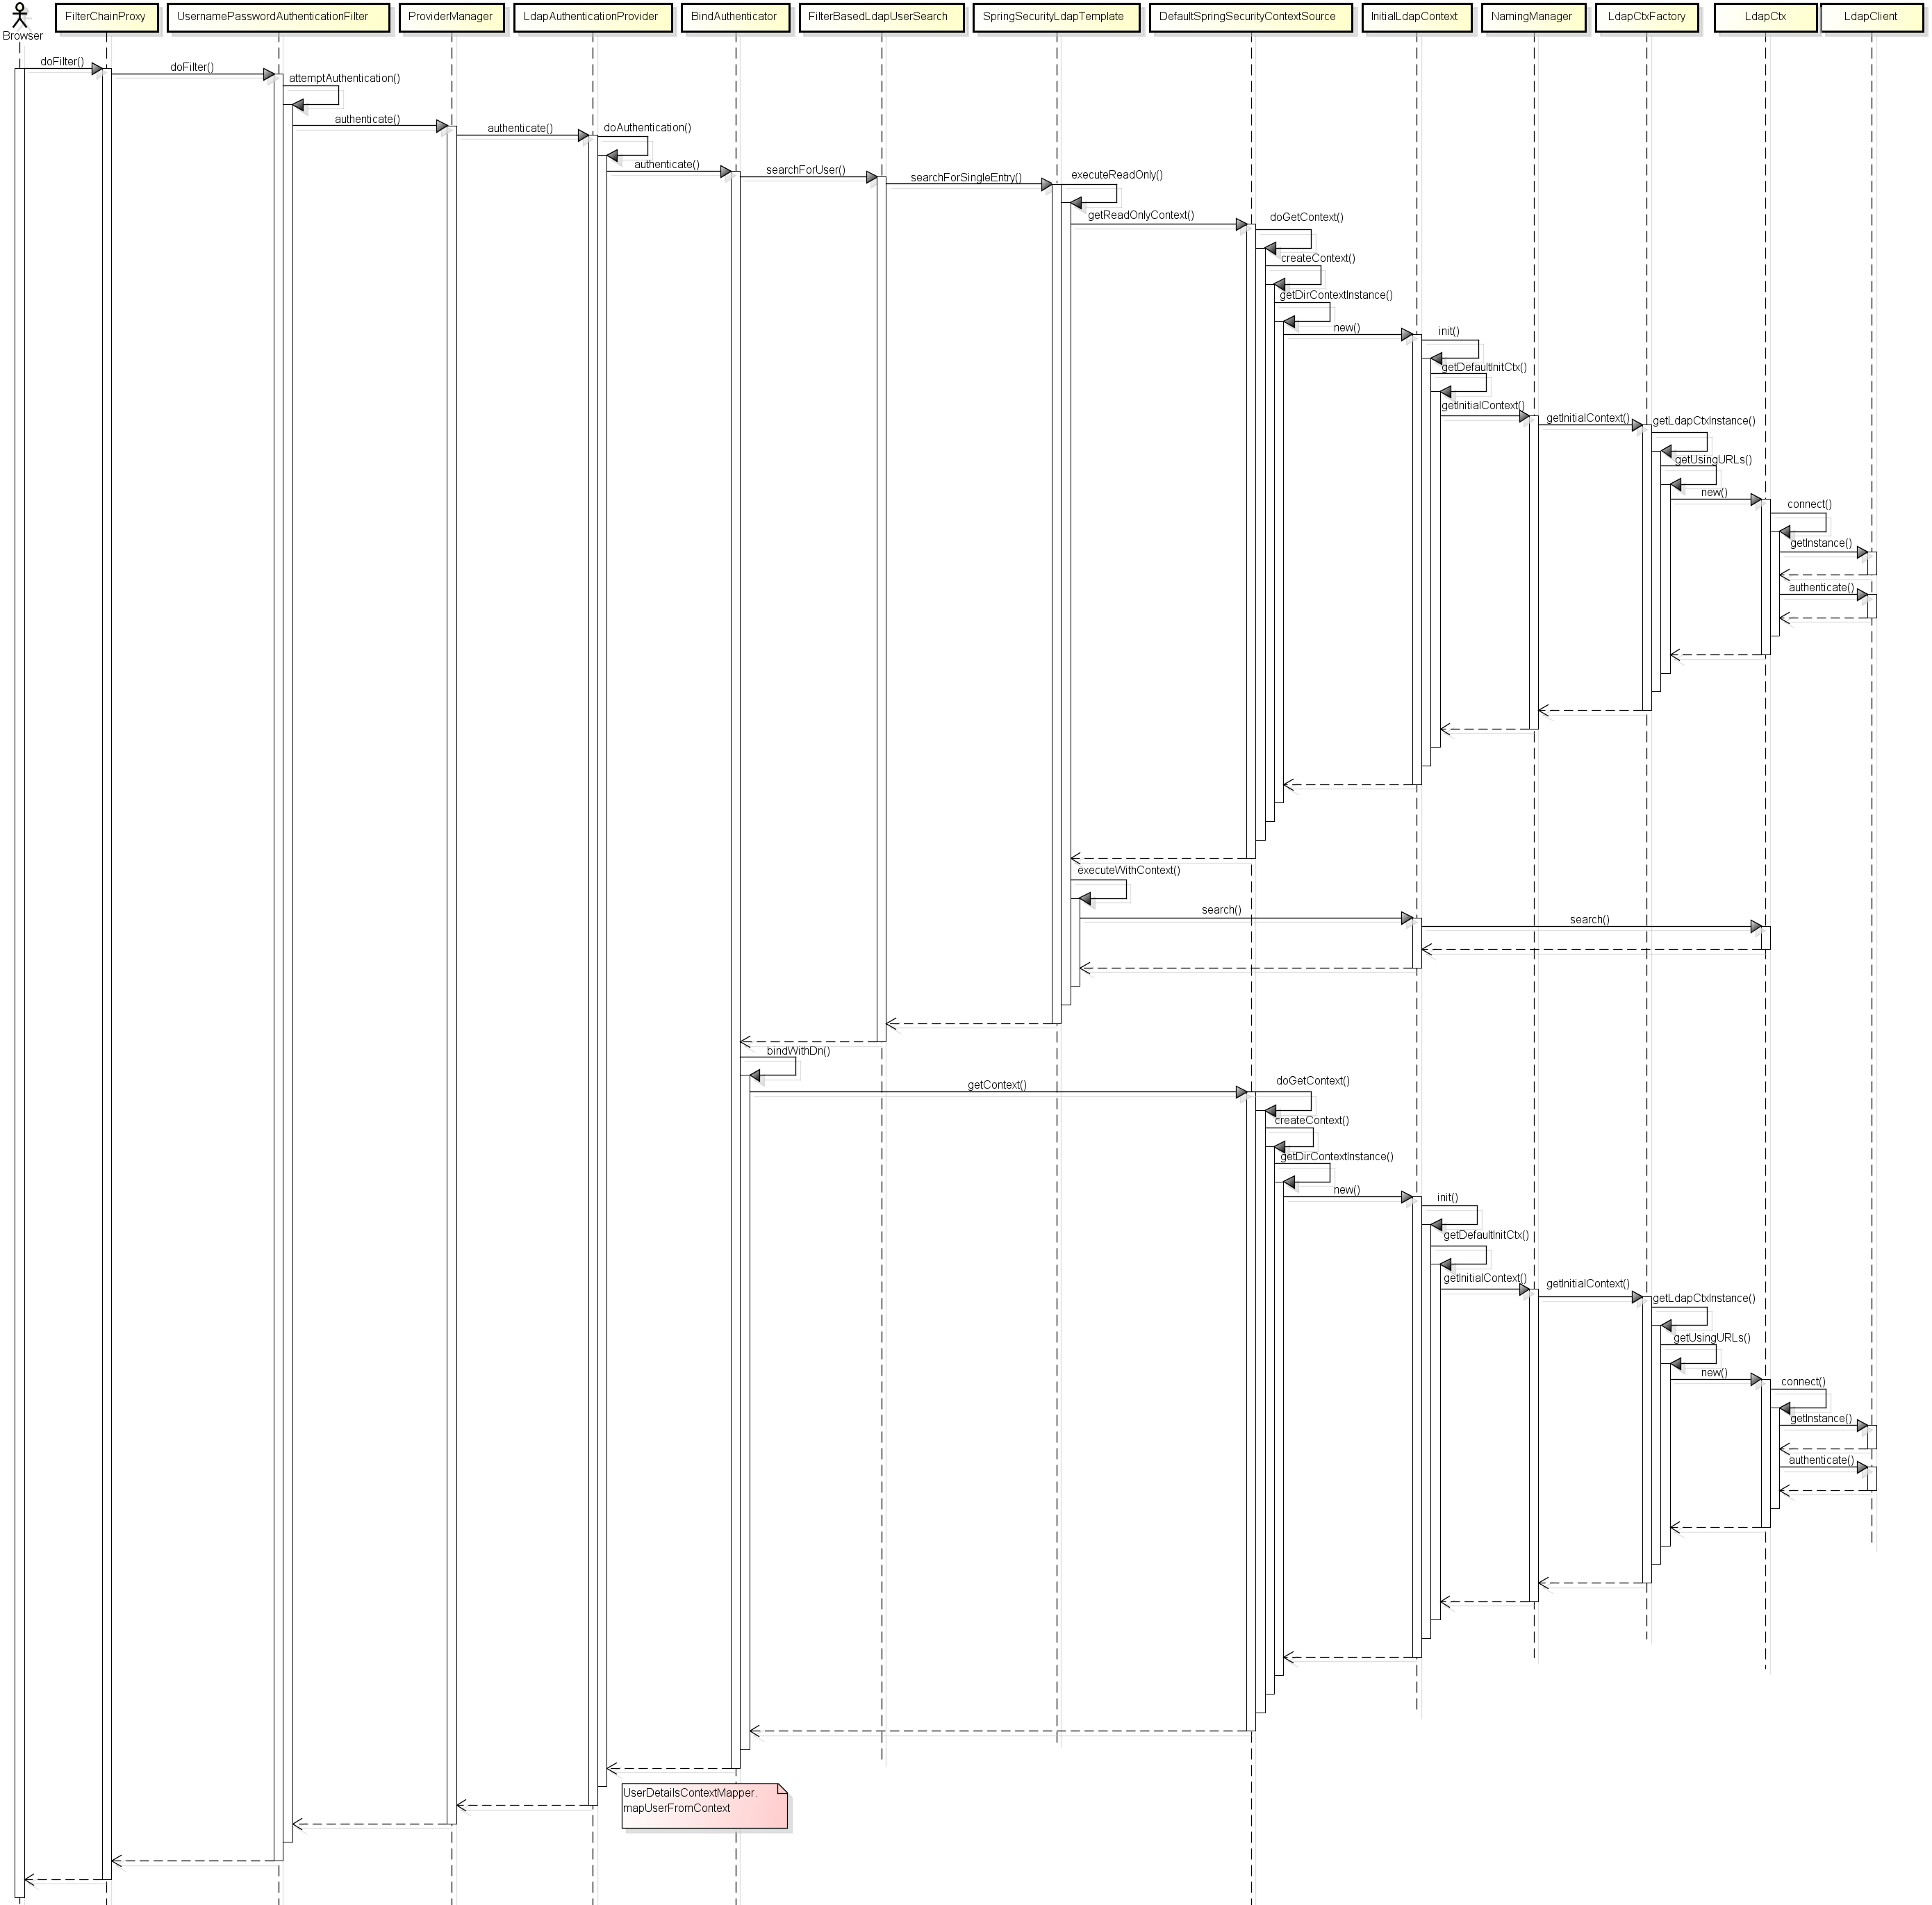 FilterChainProxy
UsernamePasswordAuthenticationFilter
ProviderManager
LdapAuthenticationProvider
BindAuthenticator
FilterBasedLdapUserSearch
SpringSecurityLdapTemplate
DefaultSpringSecurityContextSource
InitialLdapContext
NamingManager
LdapCtxFactory
LdapCtx
LdapClient
Browser
doFilter()
doFilter()
attemptAuthentication()
authenticate()
authenticate()
doAuthentication()
authenticate()
searchForUser()
searchForSingleEntry()
executeReadOnly()
getReadOnlyContext()
doGetContext()
createContext()
getDirContextInstance()
new()
init()
getDefaultInitCtx()
getInitialContext()
getInitialContext()
getLdapCtxInstance()
getUsingURLs()
new()
connect()
getInstance()
authenticate()
executeWithContext()
search()
search()
bindWithDn()
getContext()
doGetContext()
createContext()
getDirContextInstance()
new()
init()
getDefaultInitCtx()
getInitialContext()
getInitialContext()
getLdapCtxInstance()
getUsingURLs()
new()
connect()
getInstance()
authenticate()
UserDetailsContextMapper.
mapUserFromContext